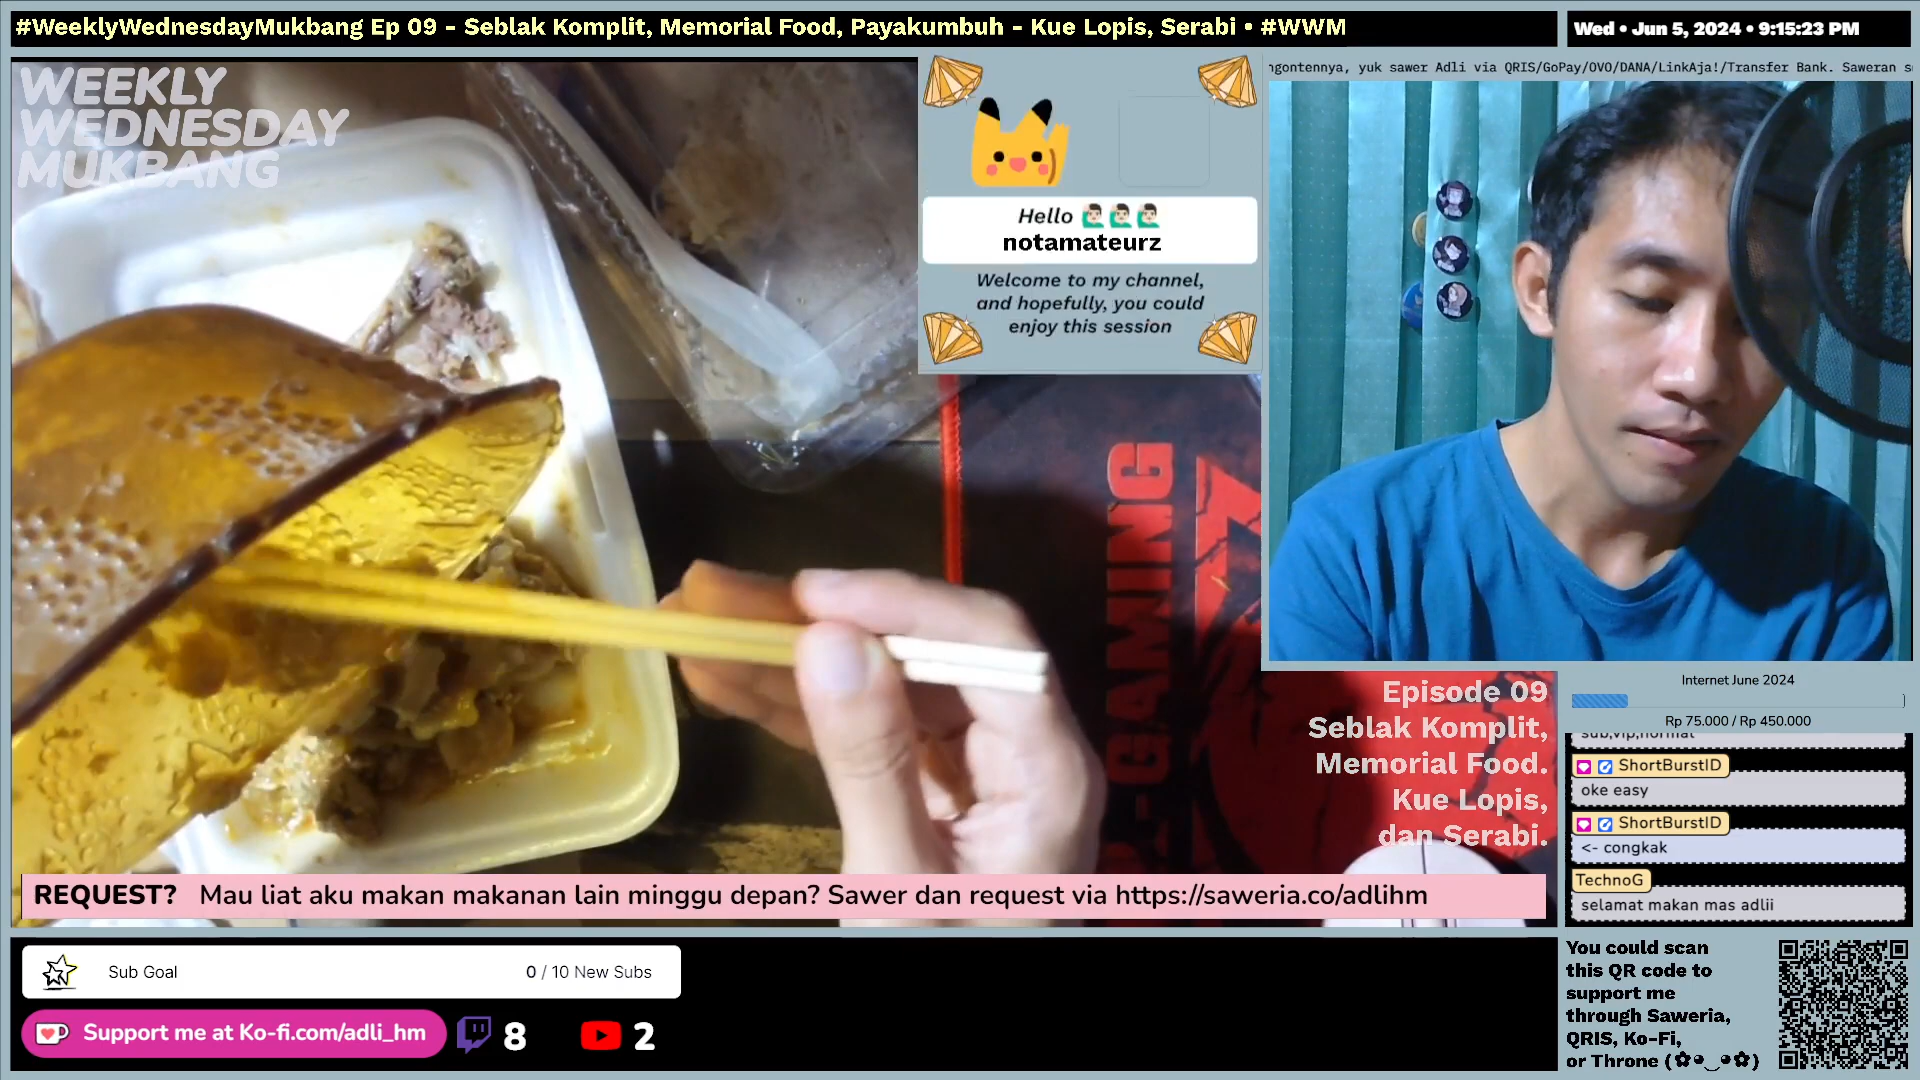 #WeeklyWednesdayMukbang Ep 09 - Seblak Komplit, Memorial Food, Payakumbuh - Kue Lopis, Serabi • #WWM
Wed • Jun 5, 2024 • 9:15:23 PM
ngontennya, yuk sawer Adli via QRIS/GoPay/OVO/DANA/LinkAja!/Transfer Bank. Saweran
WEEKLY
WEDNESDAY
MUKBANG
Hello
notamateurz
Welcome to my channel,
and hopefully, you could
enjoy this session
GAMING
Episode 09
Seblak Komplit,
Memorial Food.
Kue Lopis,
dan Serabi.
Internet June 2024
Rp 75.000 / Rp 450.000
sub,vip,normal
ShortBurstID
oke easy
ShortBurstID
<- congkak
TechnoG
selamat makan mas adlii
REQUEST? Mau liat aku makan makanan lain minggu depan? Sawer dan request via https://saweria.co/adlihm
Sub Goal 0 / 10 New Subs
Support me at Ko-fi.com/adli_hm 8 2
You could scan
this QR code to
support me
through Saweria,
QRIS, Ko-Fi,
or Throne (✿◕‿◕✿)